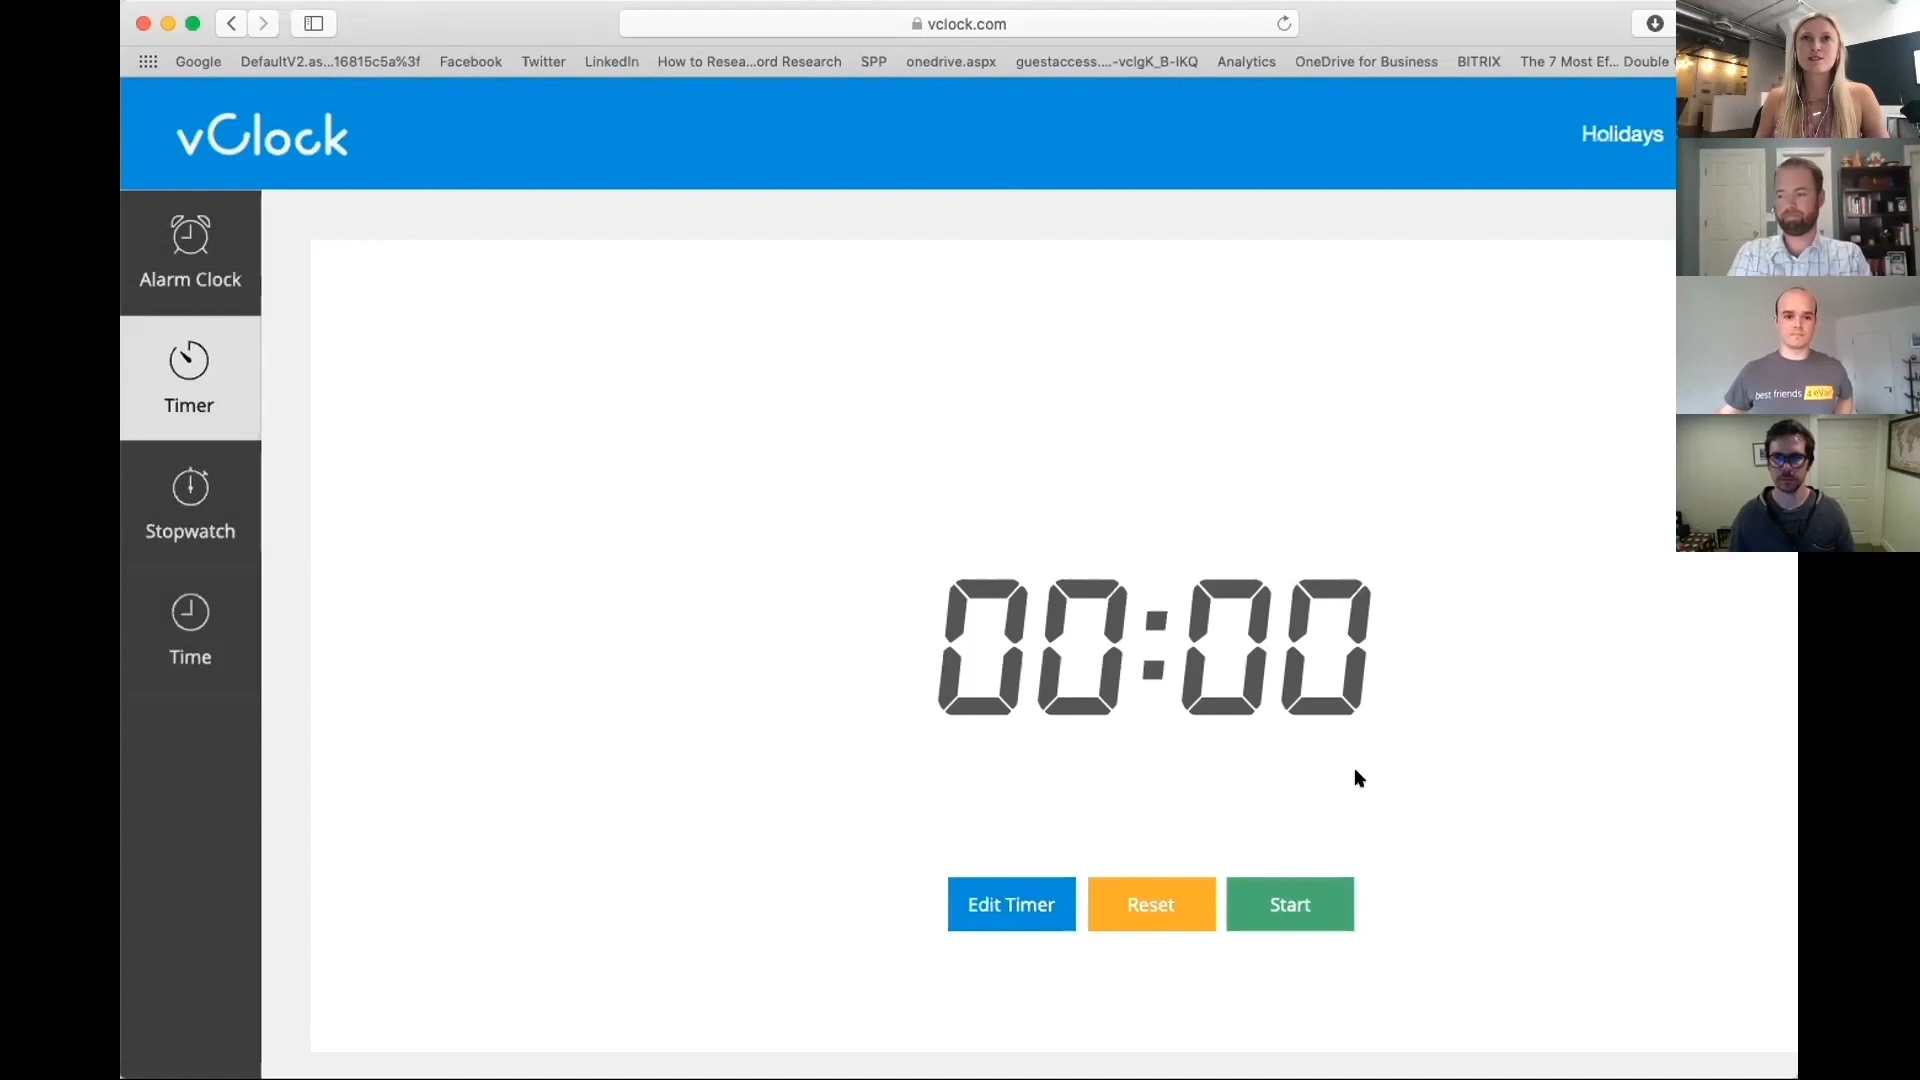 vclock.com
Google DefaultV2.as...16815c5a%3f Facebook Twitter LinkedIn How to Resea...ord Research SPP onedrive.aspx guestaccess....-vcIgK_B-IKQ Analytics OneDrive for Business BITRIX The 7 Most Ef... Double
vClock
Holidays
Alarm Clock
Timer
Stopwatch
Time
00:00
Edit Timer
Reset
Start
best friends